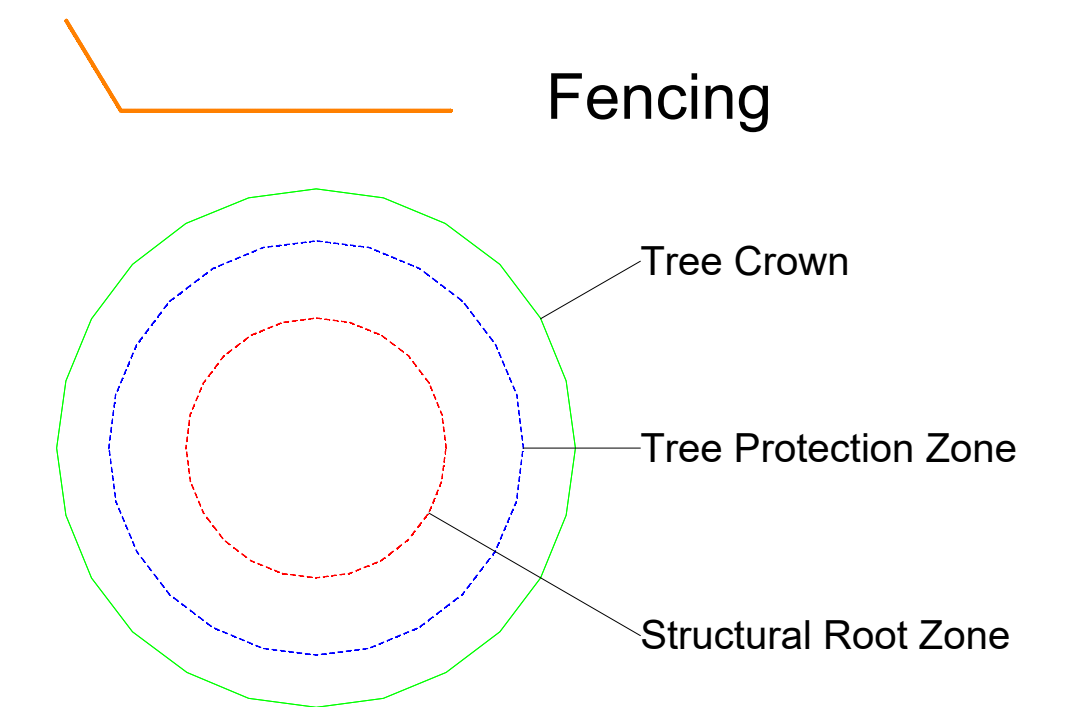 Fencing
Tree Crown
Tree Protection Zone
Structural Root Zone